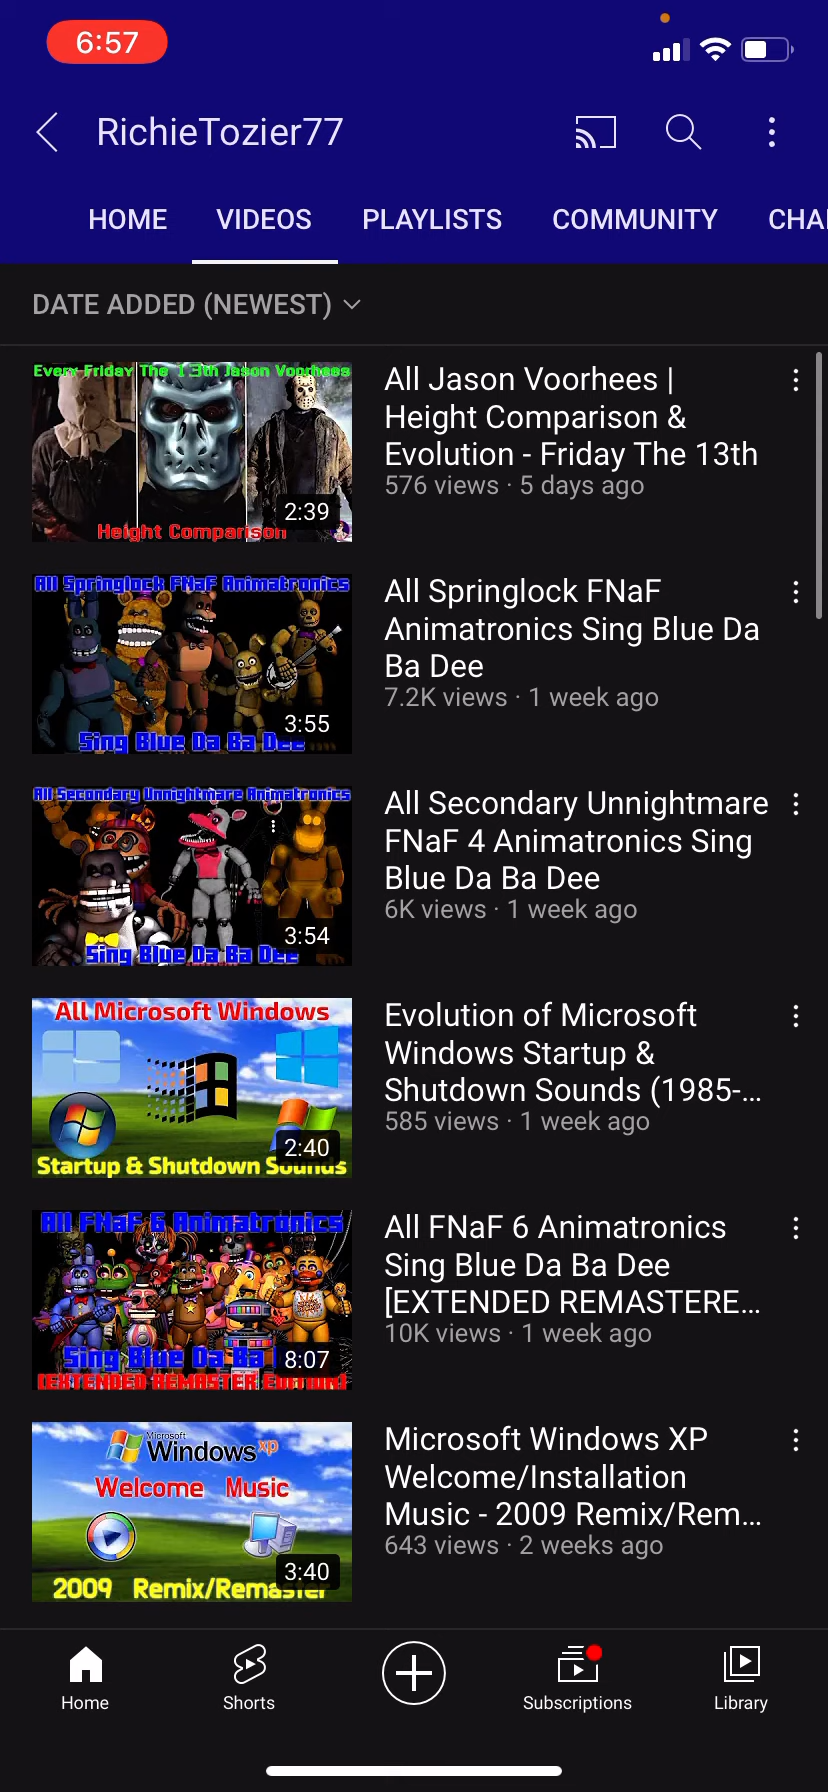 6:57
RichieTozier77
HOME VIDEOS PLAYLISTS COMMUNITY CHA
DATE ADDED (NEWEST)
Every Friday The 13th Jason Voorhees
Height Comparison
2:39
All Jason Voorhees |
Height Comparison &
Evolution - Friday The 13th
576 views · 5 days ago
All Springlock FNaF Animatronics
Sing Blue Da Ba Dee
3:55
All Springlock FNaF
Animatronics Sing Blue Da
Ba Dee
7.2K views · 1 week ago
All Secondary Unnightmare Animatronics
Sing Blue Da Ba Dee
3:54
All Secondary Unnightmare
FNaF 4 Animatronics Sing
Blue Da Ba Dee
6K views · 1 week ago
All Microsoft Windows
Startup & Shutdown Sounds
2:40
Evolution of Microsoft
Windows Startup &
Shutdown Sounds (1985-...
585 views · 1 week ago
All FNaF 6 Animatronics
Sing Blue Da Ba
[EXTENDED REMASTER EDITION]
8:07
All FNaF 6 Animatronics
Sing Blue Da Ba Dee
[EXTENDED REMASTERE...
10K views · 1 week ago
Microsoft
Windows xp
Welcome Music
2009 Remix/Remaster
3:40
Microsoft Windows XP
Welcome/Installation
Music - 2009 Remix/Rem...
643 views · 2 weeks ago
Home Shorts Subscriptions Library